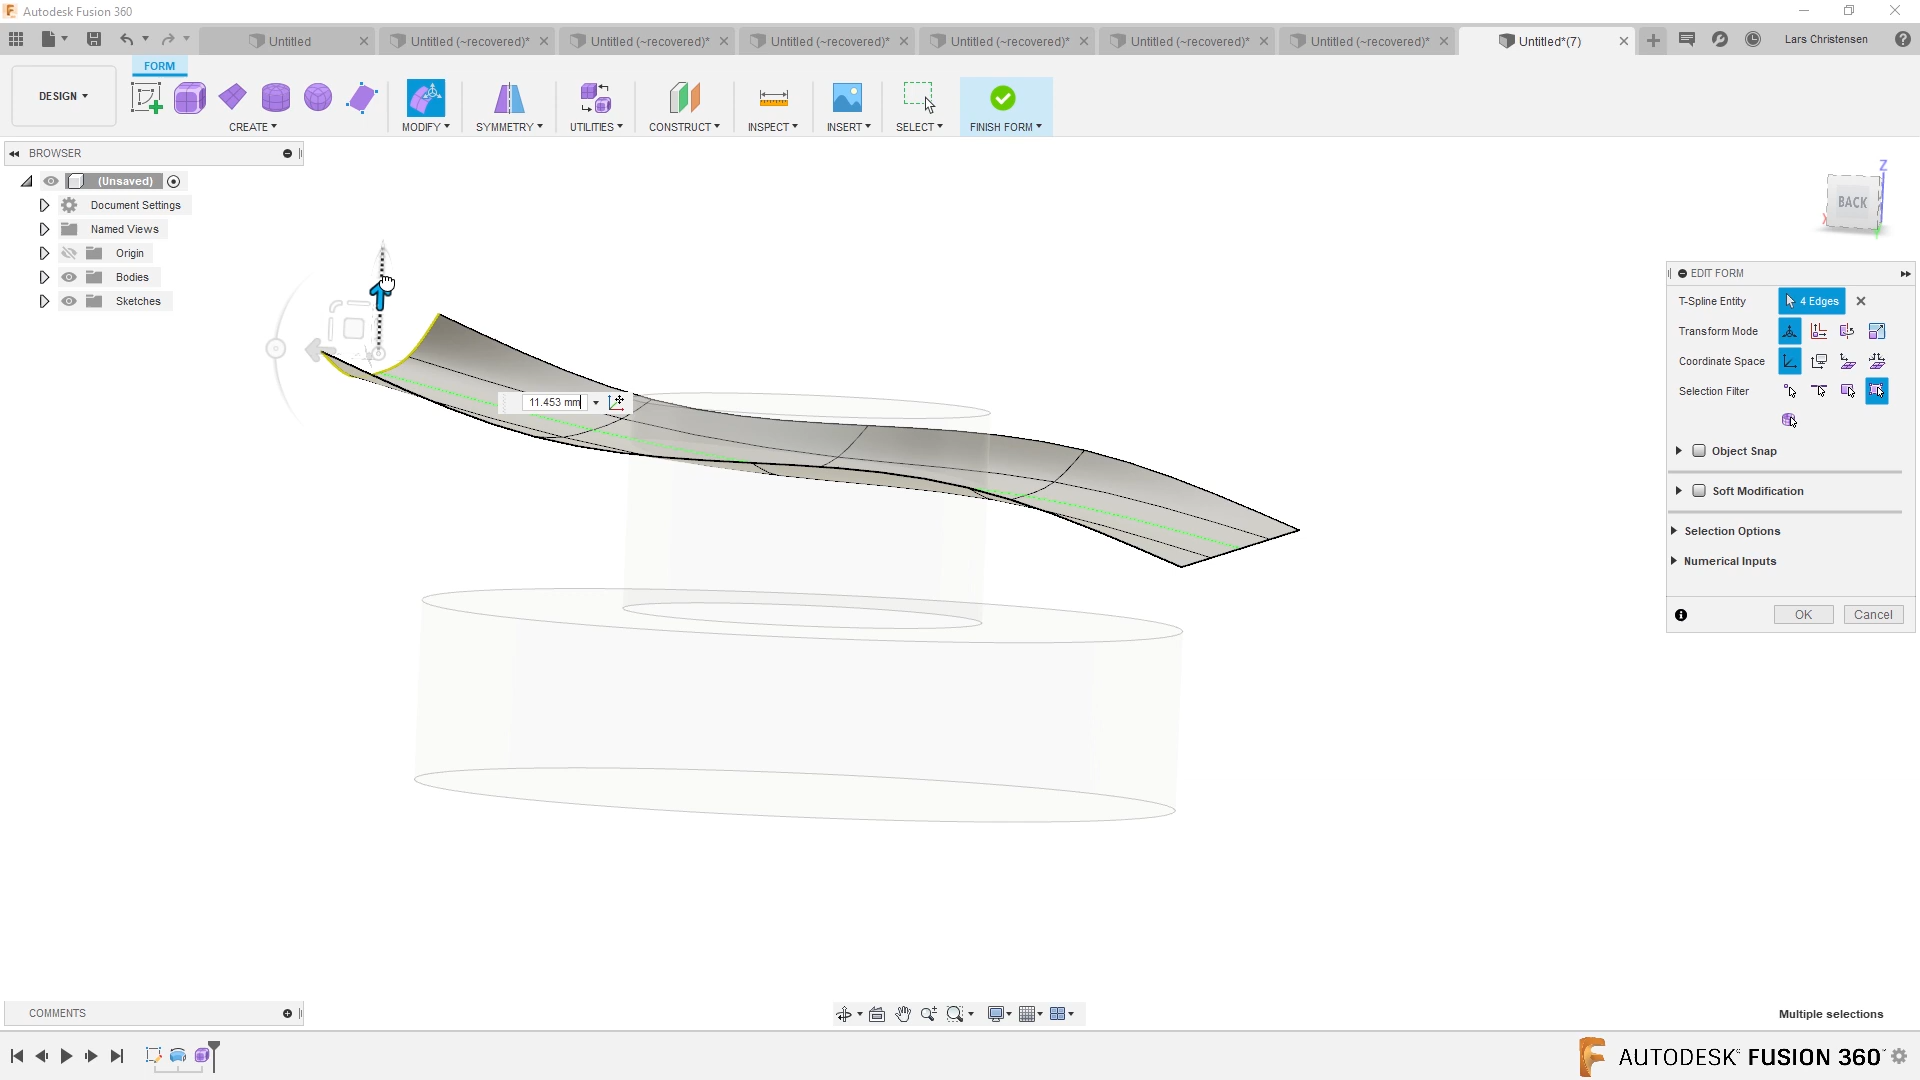 Autodesk Fusion 360
Untitled
Untitled (~recovered)*
Untitled (~recovered)*
Untitled (~recovered)*
Untitled (~recovered)*
Untitled (~recovered)*
Untitled (~recovered)*
Untitled*(7)
Lars Christensen
DESIGN
FORM
CREATE
MODIFY
SYMMETRY
UTILITIES
CONSTRUCT
INSPECT
INSERT
SELECT
FINISH FORM
BROWSER
(Unsaved)
Document Settings
Named Views
Origin
Bodies
Sketches
Z
BACK
X
11.453 mm
EDIT FORM
T-Spline Entity
4 Edges
Transform Mode
Coordinate Space
Selection Filter
Object Snap
Soft Modification
Selection Options
Numerical Inputs
OK
Cancel
COMMENTS
Multiple selections
AUTODESK® FUSION 360™